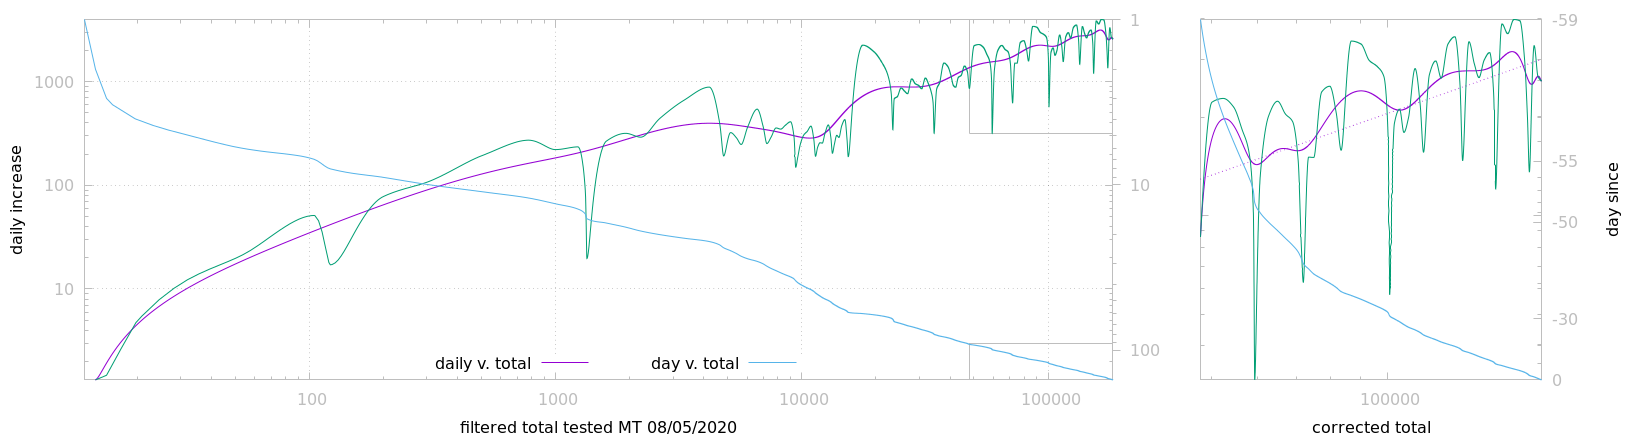 daily increase
1000
100
10
100
1000
10000
100000
1
10
100
daily v. total
day v. total
filtered total tested MT 08/05/2020
-59
-55
-50
-30
0
day since
100000
corrected total